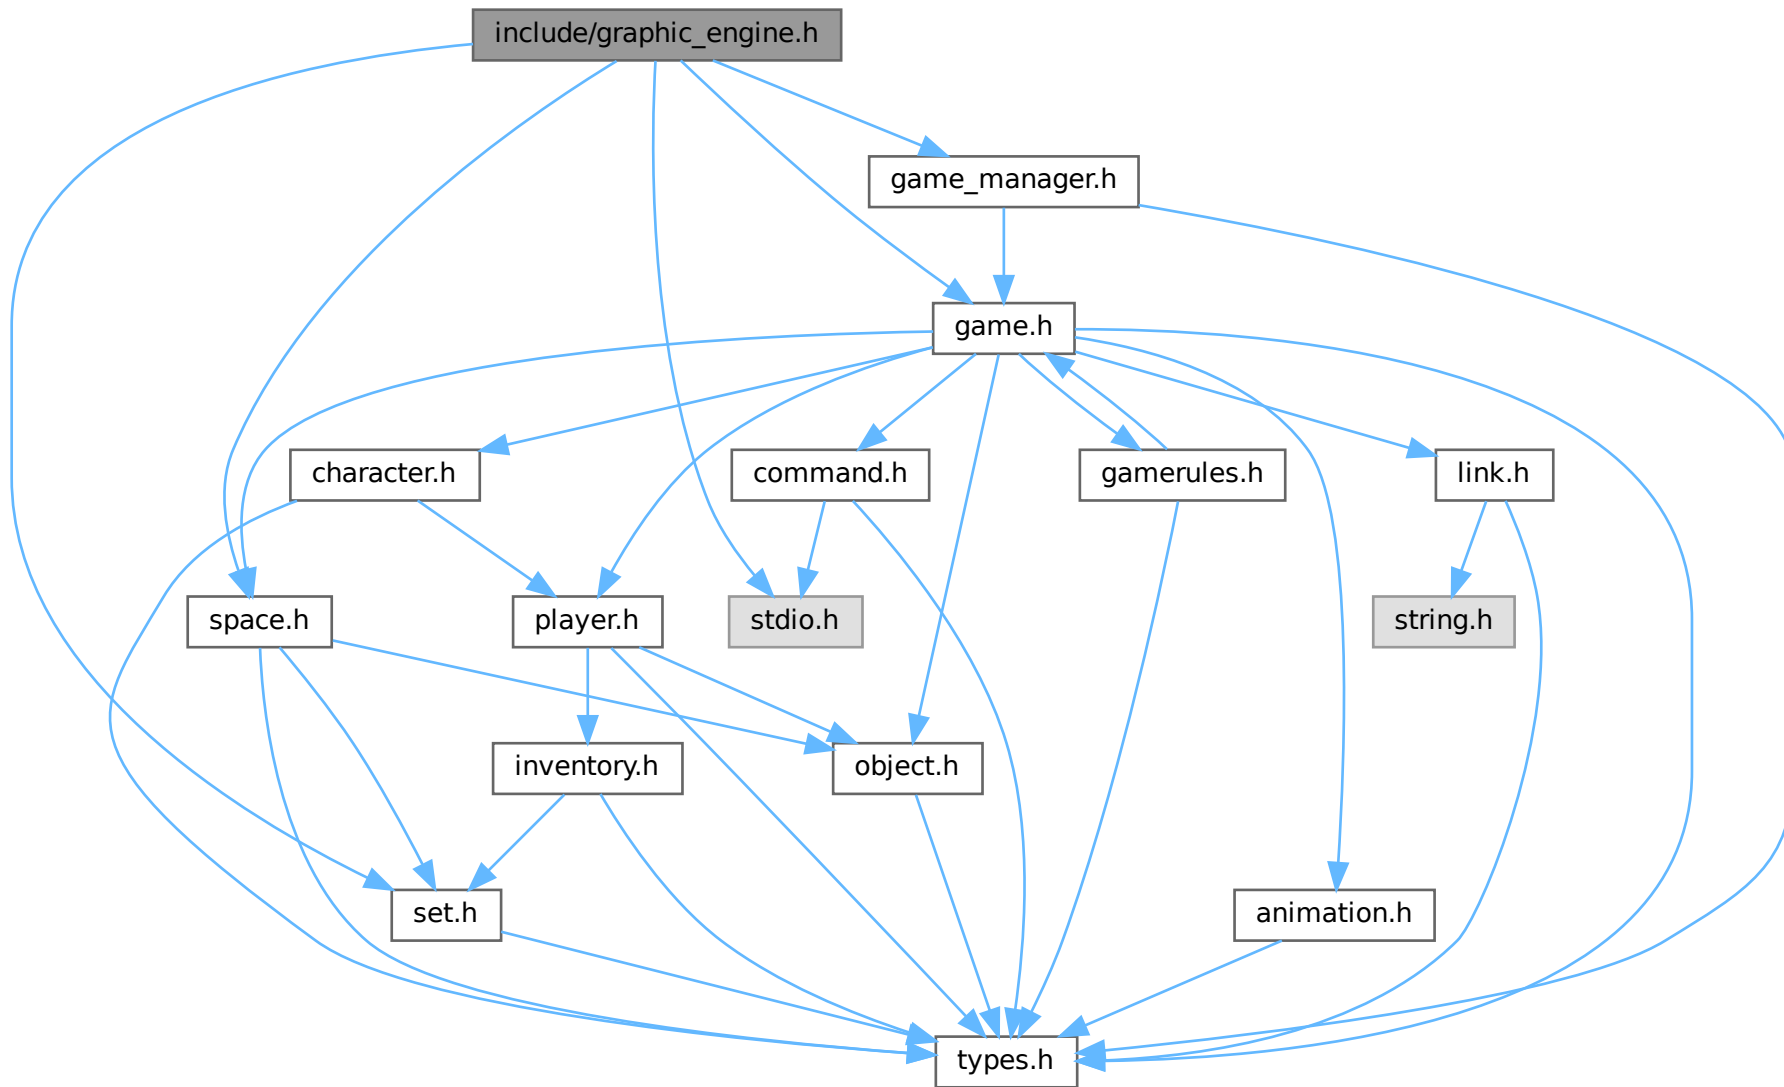 include/graphic_engine.h
game_manager.h
game.h
character.h
command.h
gamerules.h
link.h
space.h
player.h
stdio.h
string.h
inventory.h
object.h
set.h
animation.h
types.h